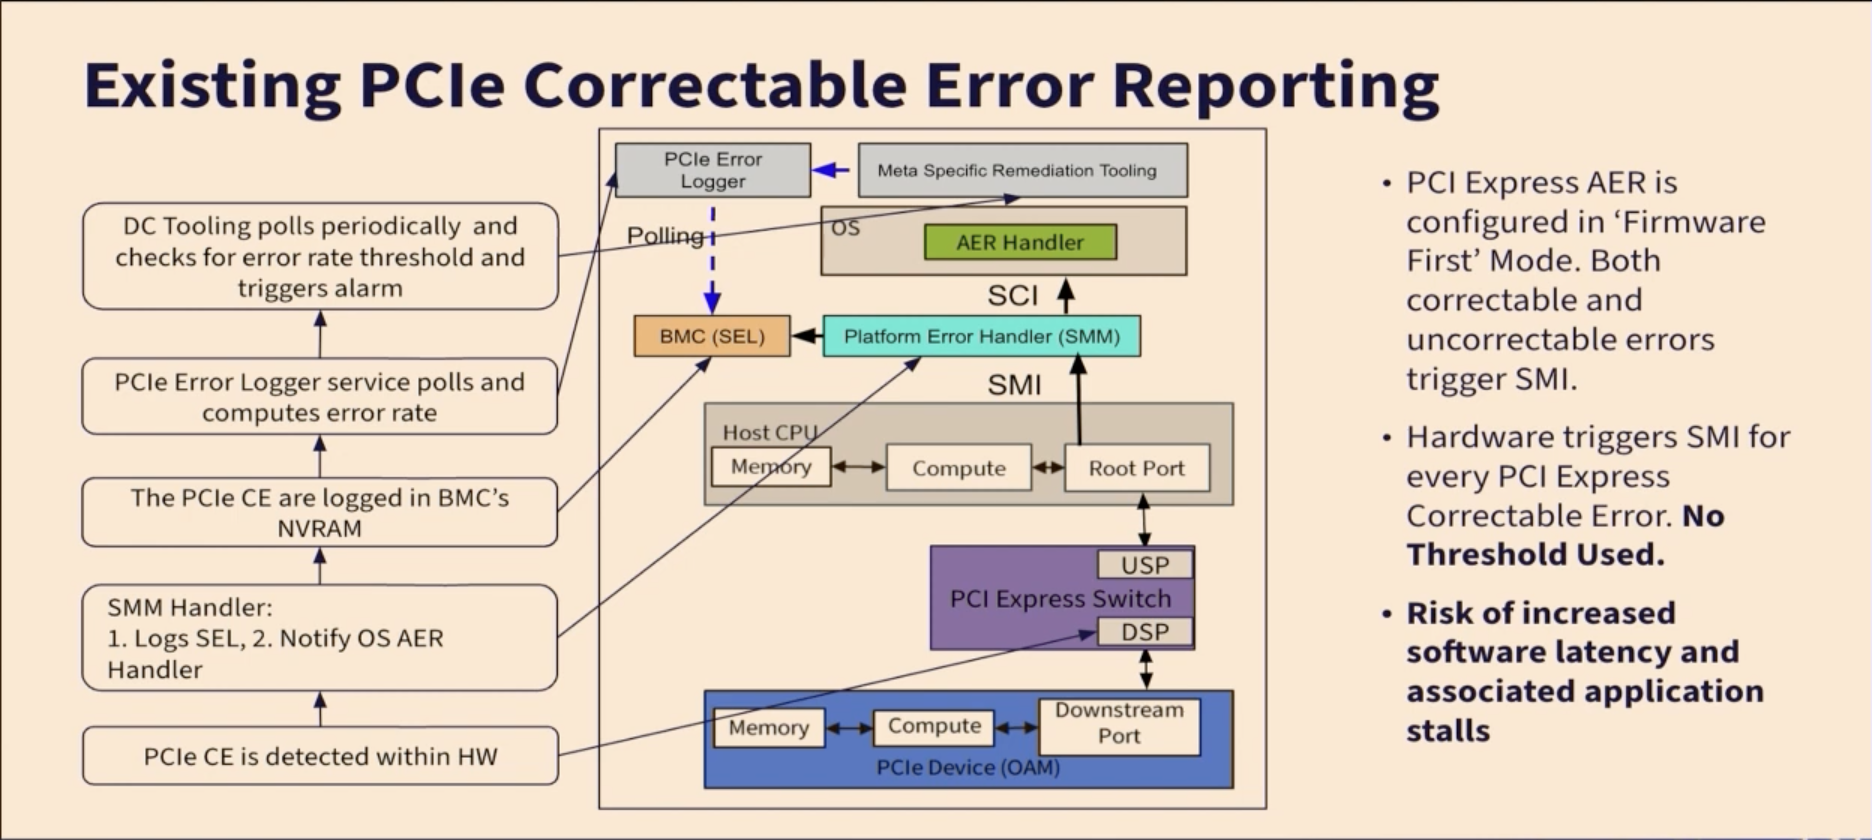 Existing PCIe Correctable Error Reporting
DC Tooling polls periodically and
checks for error rate threshold and
triggers alarm
PCIe Error Logger service polls and
computes error rate
The PCIe CE are logged in BMC’s
NVRAM
SMM Handler:
1. Logs SEL, 2. Notify OS AER
Handler
PCIe CE is detected within HW
PCIe Error
Logger
Meta Specific Remediation Tooling
Polling
OS
AER Handler
SCI
BMC (SEL)
Platform Error Handler (SMM)
SMI
Host CPU
Memory
Compute
Root Port
USP
PCI Express Switch
DSP
Memory
Compute
Downstream
Port
PCIe Device (OAM)
• PCI Express AER is
configured in ‘Firmware
First’ Mode. Both
correctable and
uncorrectable errors
trigger SMI.
• Hardware triggers SMI for
every PCI Express
Correctable Error. No
Threshold Used.
• Risk of increased
software latency and
associated application
stalls